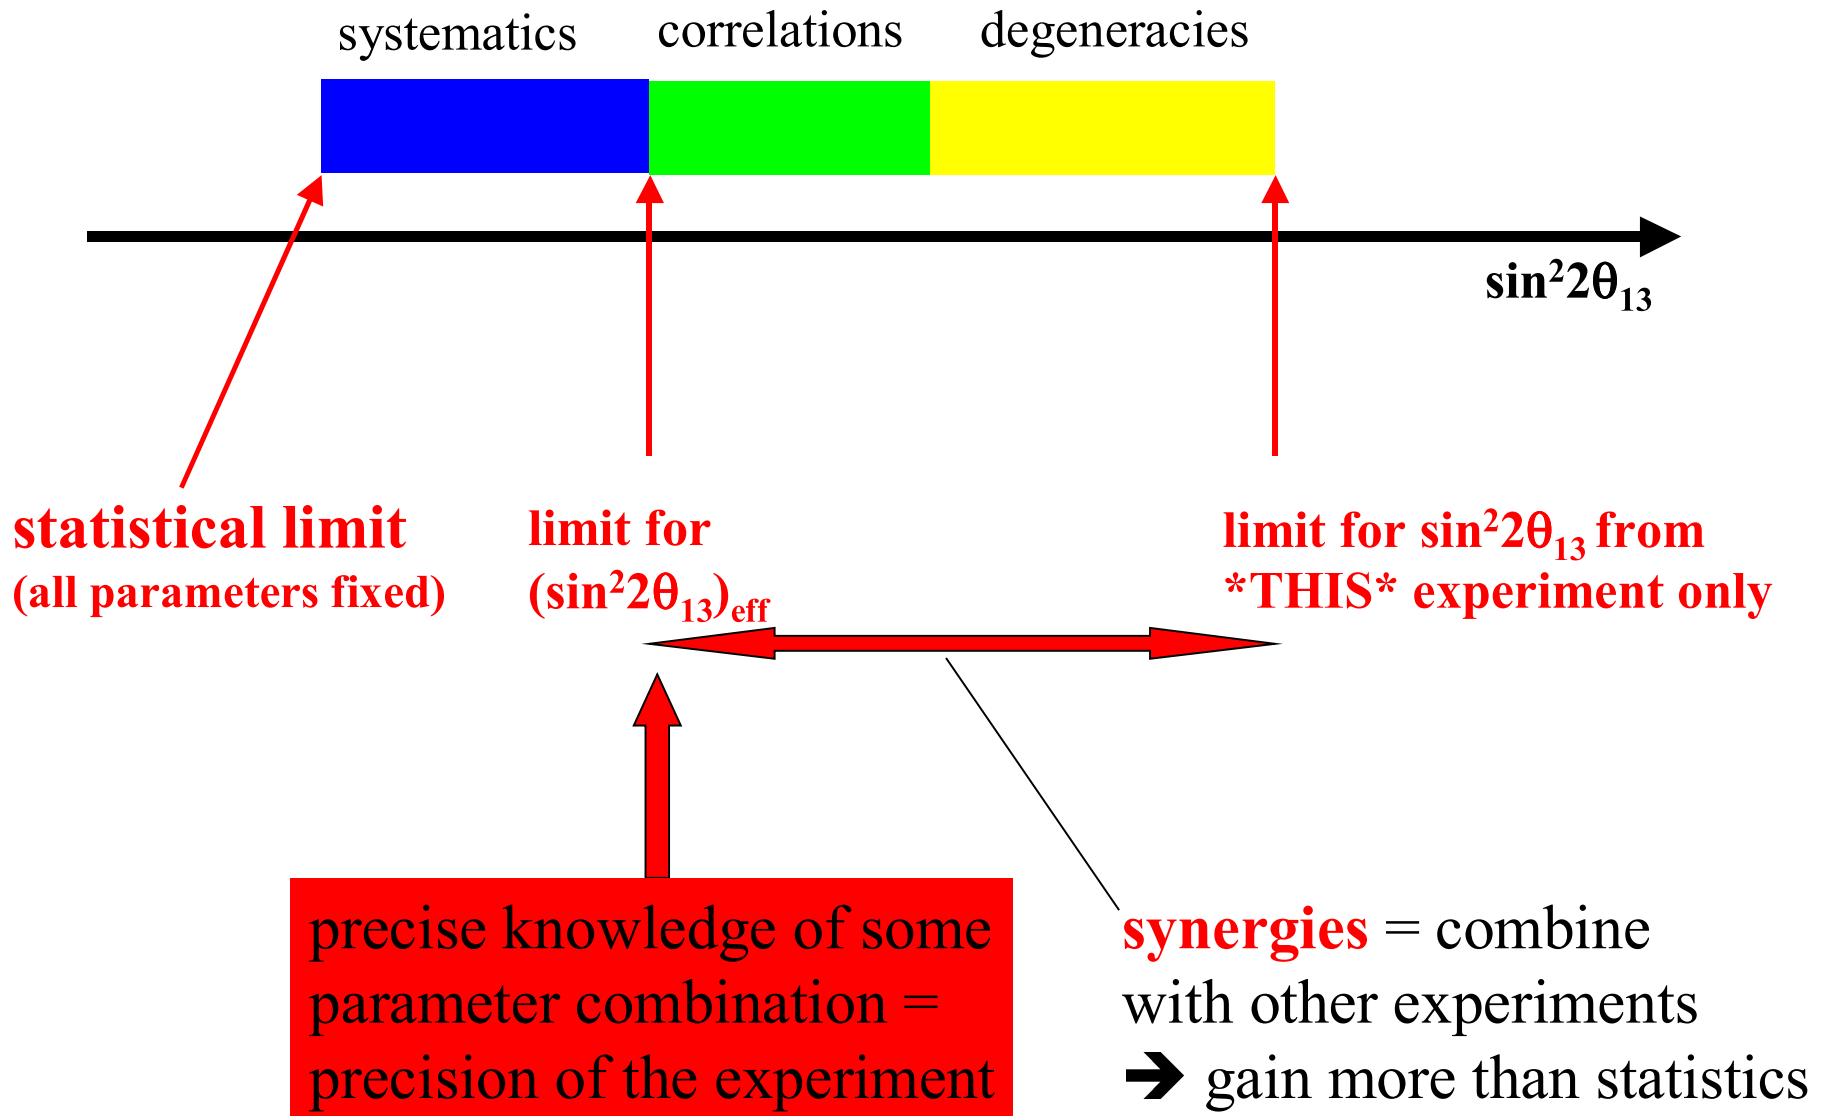 systematics correlations degeneracies
sin²2θ₁₃
statistical limit
(all parameters fixed)
limit for
(sin²2θ₁₃)eff
limit for sin²2θ₁₃ from
*THIS* experiment only
precise knowledge of some
parameter combination =
precision of the experiment
synergies = combine
with other experiments
➔ gain more than statistics